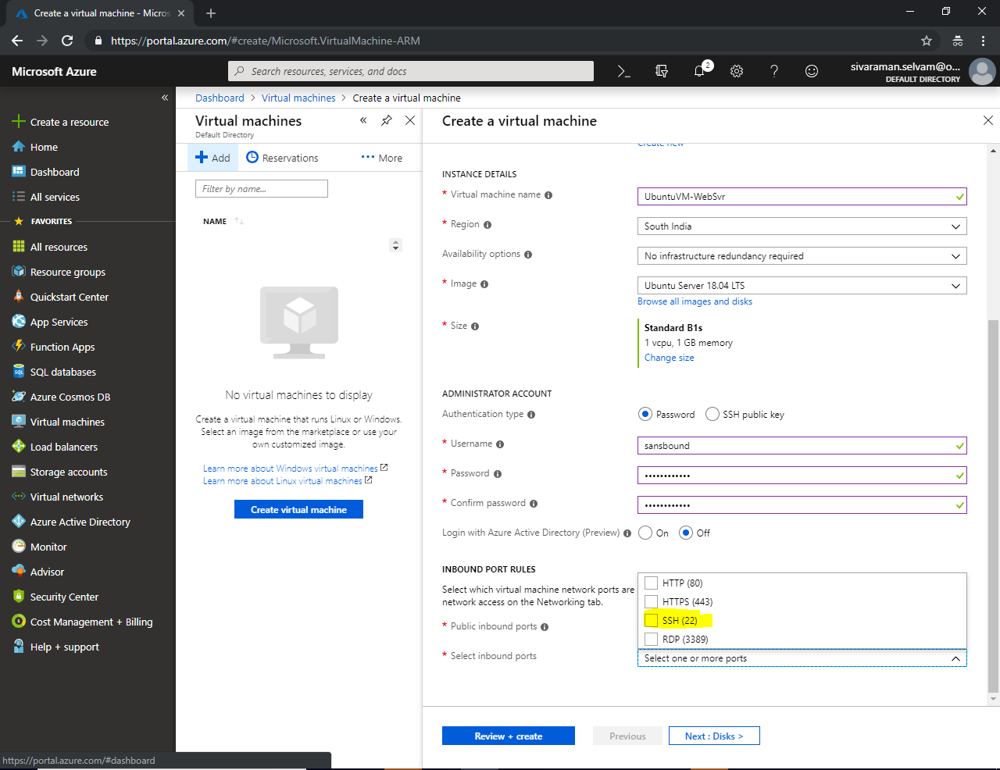 Create a virtual machine - Micros
https://portal.azure.com/#create/Microsoft.VirtualMachine-ARM
Microsoft Azure
Search resources, services, and docs
2
sivaraman.selvam@o...
DEFAULT DIRECTORY
Create a resource
Home
Dashboard
All services
FAVORITES
All resources
Resource groups
Quickstart Center
App Services
Function Apps
SQL databases
Azure Cosmos DB
Virtual machines
Load balancers
Storage accounts
Virtual networks
Azure Active Directory
Monitor
Advisor
Security Center
Cost Management + Billing
Help + support
https://portal.azure.com/#dashboard
Dashboard > Virtual machines > Create a virtual machine
Virtual machines
Default Directory
Add Reservations ··· More
Filter by name...
NAME
No virtual machines to display
Create a virtual machine that runs Linux or Windows.
Select an image from the marketplace or use your
own customized image.
Learn more about Windows virtual machines
Learn more about Linux virtual machines
Create virtual machine
Create a virtual machine
Create new
INSTANCE DETAILS
* Virtual machine name UbuntuVM-WebSvr
* Region South India
Availability options No infrastructure redundancy required
* Image Ubuntu Server 18.04 LTS
Browse all images and disks
* Size Standard B1s
1 vcpu, 1 GB memory
Change size
ADMINISTRATOR ACCOUNT
Authentication type Password SSH public key
* Username sansbound
* Password ••••••••••••
* Confirm password ••••••••••••
Login with Azure Active Directory (Preview) On Off
INBOUND PORT RULES
Select which virtual machine network ports are
network access on the Networking tab.
HTTP (80)
HTTPS (443)
SSH (22)
RDP (3389)
* Public inbound ports
* Select inbound ports Select one or more ports
Review + create Previous Next : Disks >